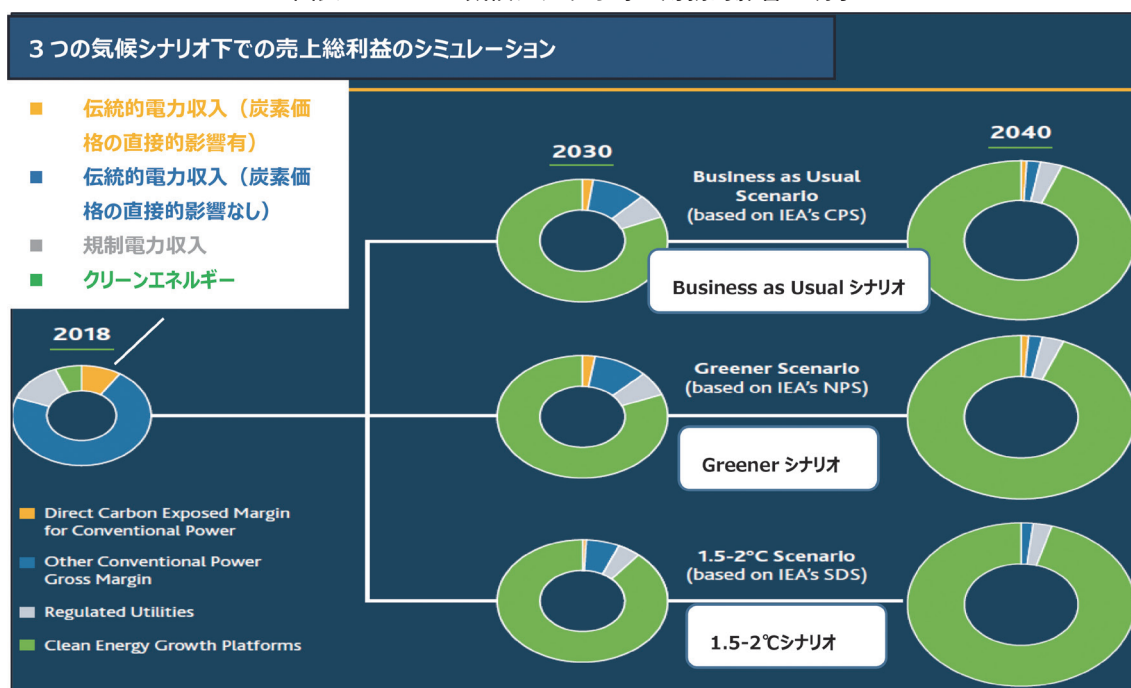 3つの気候シナリオ下での売上総利益のシミュレーション
■ 伝統的電力収入（炭素価
格の直接的影響有）
■ 伝統的電力収入（炭素価
格の直接的影響なし）
■ 規制電力収入
■ クリーンエネルギー
2018
2030
2040
Business as Usual
Scenario
(based on IEA's CPS)
Business as Usual シナリオ
Greener Scenario
(based on IEA's NPS)
Greener シナリオ
1.5-2°C Scenario
(based on IEA's SDS)
1.5-2℃シナリオ
Direct Carbon Exposed Margin
for Conventional Power
Other Conventional Power
Gross Margin
Regulated Utilities
Clean Energy Growth Platforms